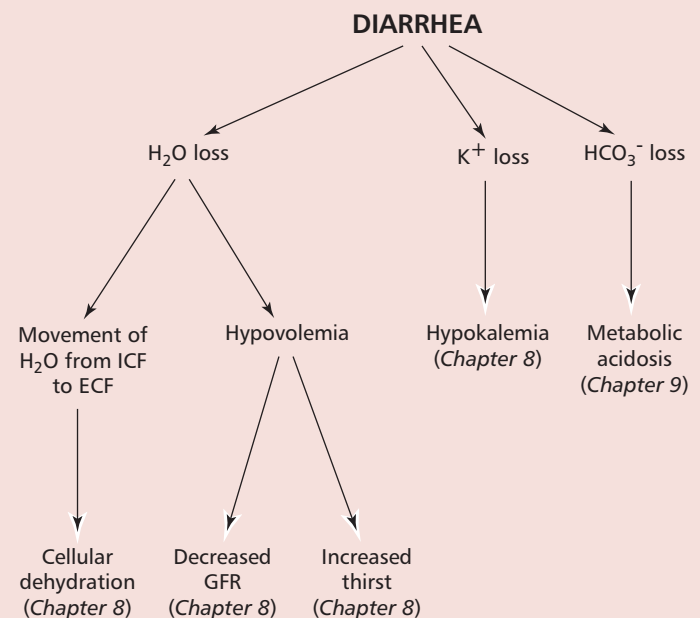 DIARRHEA
H₂O loss
K⁺ loss
HCO₃⁻ loss
Movement of
H₂O from ICF
to ECF
Hypovolemia
Hypokalemia
(Chapter 8)
Metabolic
acidosis
(Chapter 9)
Cellular
dehydration
(Chapter 8)
Decreased
GFR
(Chapter 8)
Increased
thirst
(Chapter 8)